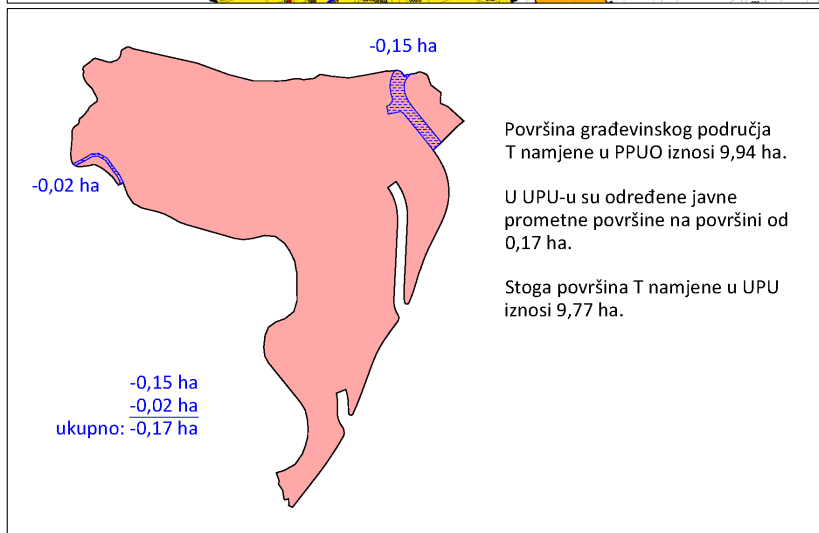 -0,15 ha
-0,02 ha
Površina građevinskog područja
T namjene u PPUO iznosi 9,94 ha.
U UPU-u su određene javne
prometne površine na površini od
0,17 ha.
Stoga površina T namjene u UPU
iznosi 9,77 ha.
-0,15 ha
-0,02 ha
ukupno: -0,17 ha